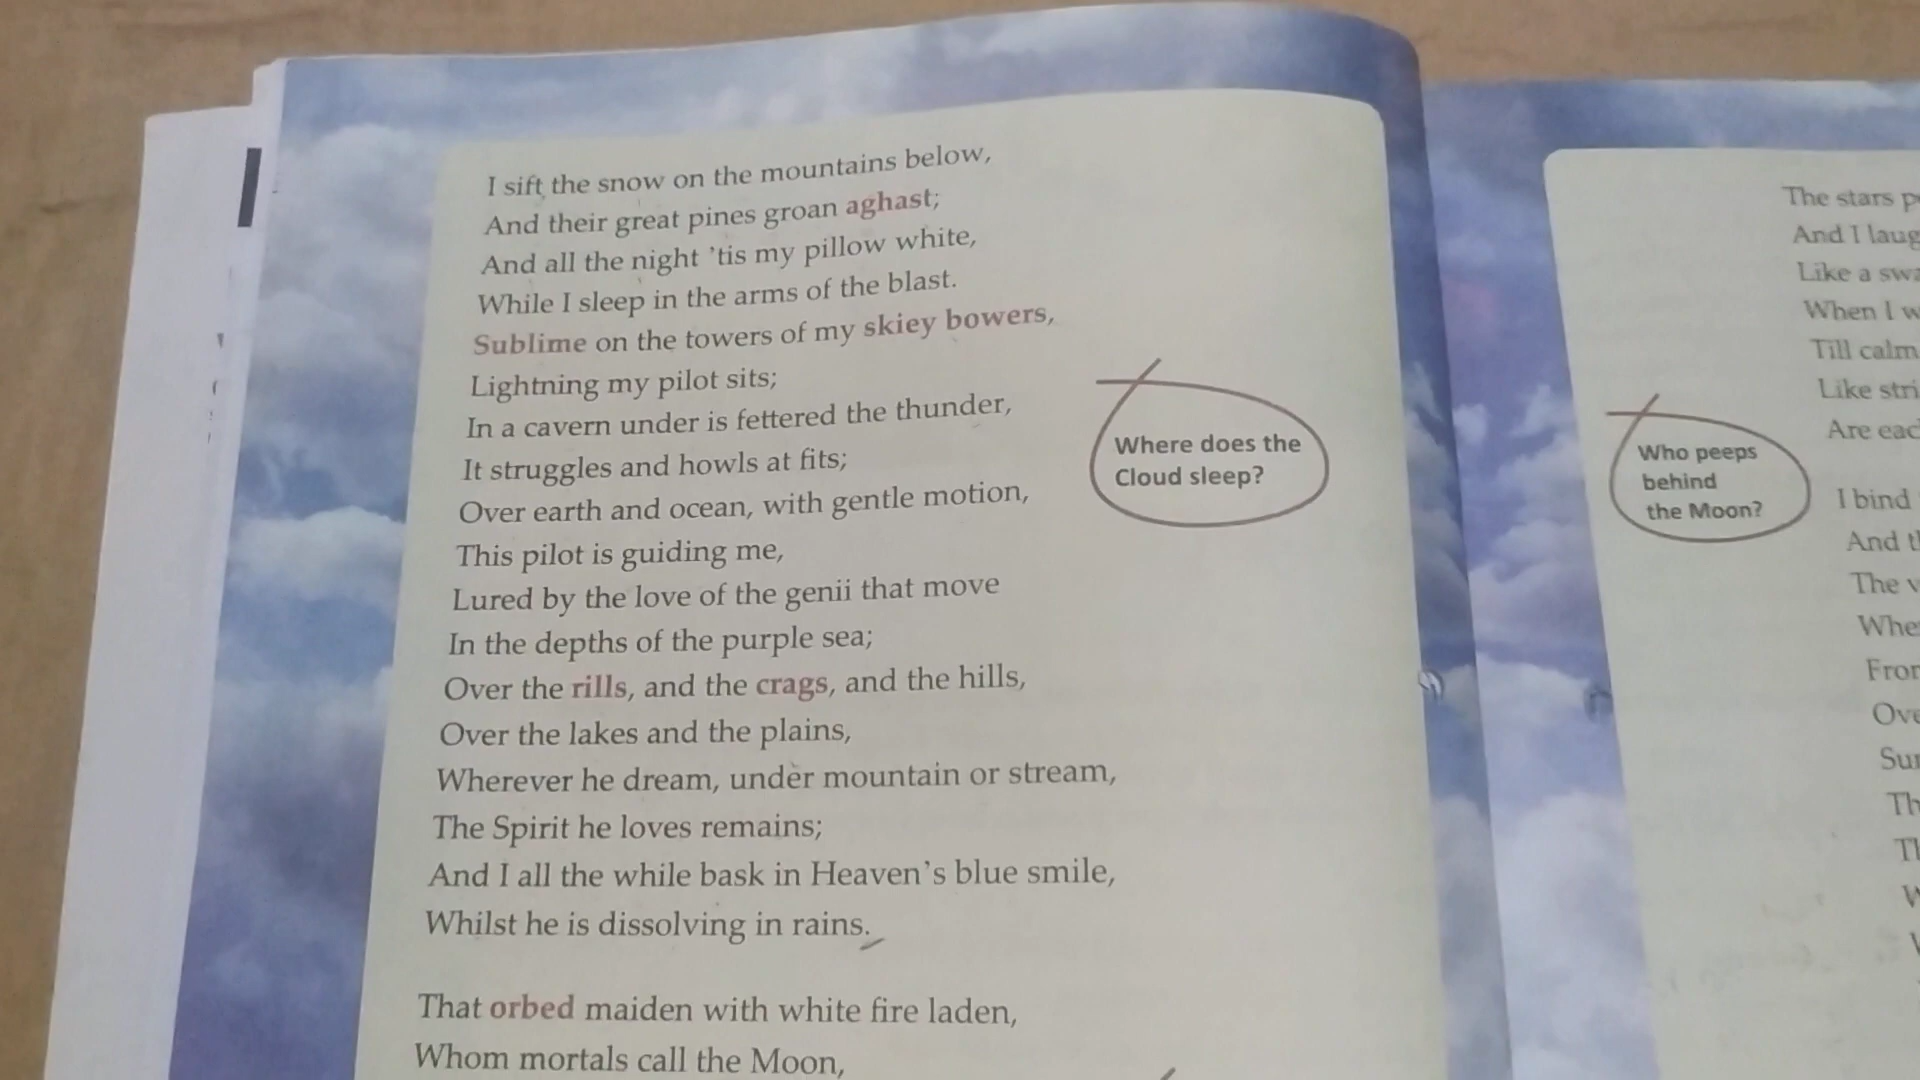 I sift the snow on the mountains below,
And their great pines groan aghast;
And all the night 'tis my pillow white,
While I sleep in the arms of the blast.
Sublime on the towers of my skiey bowers,
Lightning my pilot sits;
In a cavern under is fettered the thunder,
It struggles and howls at fits;
Over earth and ocean, with gentle motion,
This pilot is guiding me,
Lured by the love of the genii that move
In the depths of the purple sea;
Over the rills, and the crags, and the hills,
Over the lakes and the plains,
Wherever he dream, under mountain or stream,
The Spirit he loves remains;
And I all the while bask in Heaven's blue smile,
Whilst he is dissolving in rains.
That orbed maiden with white fire laden,
Whom mortals call the Moon,
Where does the
Cloud sleep?
Who peeps
behind
the Moon?
The stars
And I
Like a
When I
Till calm
Like
Are
I bind
And
The